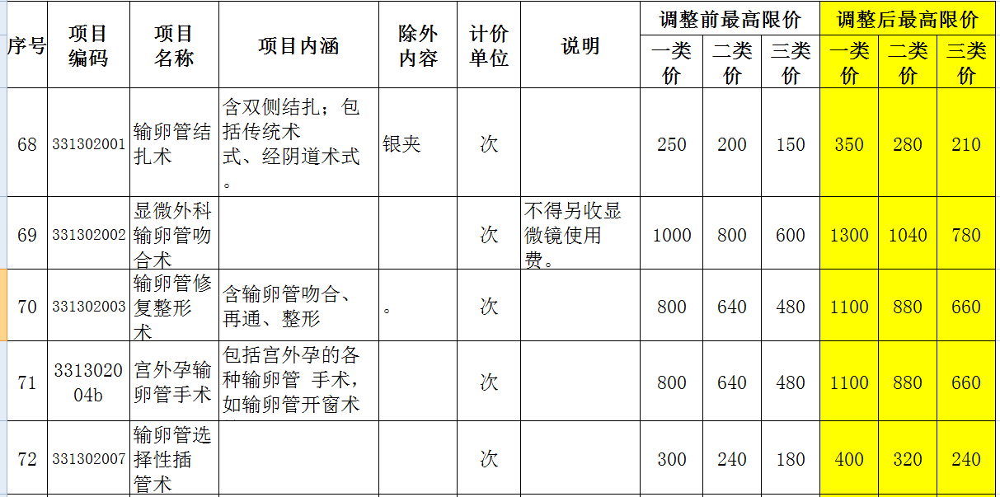 序号 项目编码 项目名称 项目内涵 除外内容 计价单位 说明 调整前最高限价 调整后最高限价
一类价 二类价 三类价 一类价 二类价 三类价
68 331302001 输卵管结扎术 含双侧结扎；包括传统术式、经阴道术式。 银夹 次 250 200 150 350 280 210
69 331302002 显微外科输卵管吻合术 次 不得另收显微镜使用费。 1000 800 600 1300 1040 780
70 331302003 输卵管修复整形术 含输卵管吻合、再通、整形 。 次 800 640 480 1100 880 660
71 331302004b 宫外孕输卵管手术 包括宫外孕的各种输卵管 手术，如输卵管开窗术 次 800 640 480 1100 880 660
72 331302007 输卵管选择性插管术 次 300 240 180 400 320 240